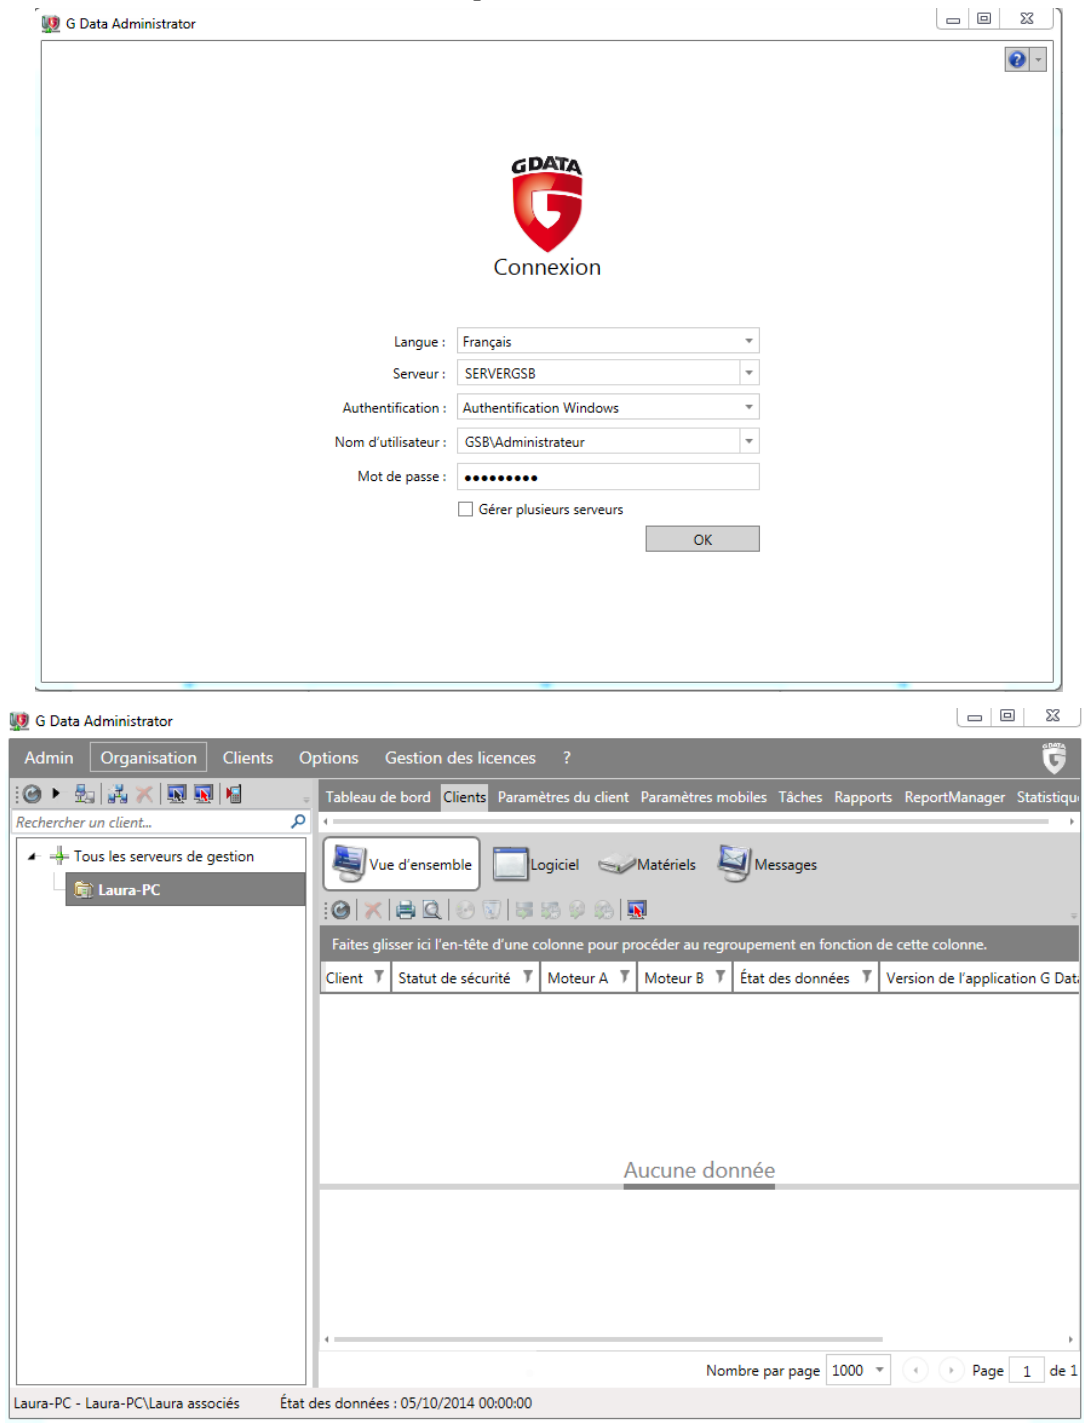 G Data Administrator
GDATA
Connexion
Langue : Français
Serveur : SERVERGSB
Authentification : Authentification Windows
Nom d'utilisateur : GSB\Administrateur
Mot de passe : •••••••••
Gérer plusieurs serveurs
OK
G Data Administrator
Admin Organisation Clients Options Gestion des licences ?
GDATA
Tableau de bord Clients Paramètres du client Paramètres mobiles Tâches Rapports ReportManager Statistiqu
Rechercher un client...
Tous les serveurs de gestion
Laura-PC
Vue d'ensemble Logiciel Matériels Messages
Faites glisser ici l'en-tête d'une colonne pour procéder au regroupement en fonction de cette colonne.
Client Statut de sécurité Moteur A Moteur B État des données Version de l'application G Dat
Aucune donnée
Nombre par page 1000 Page 1 de 1
Laura-PC - Laura-PC\Laura associés État des données : 05/10/2014 00:00:00